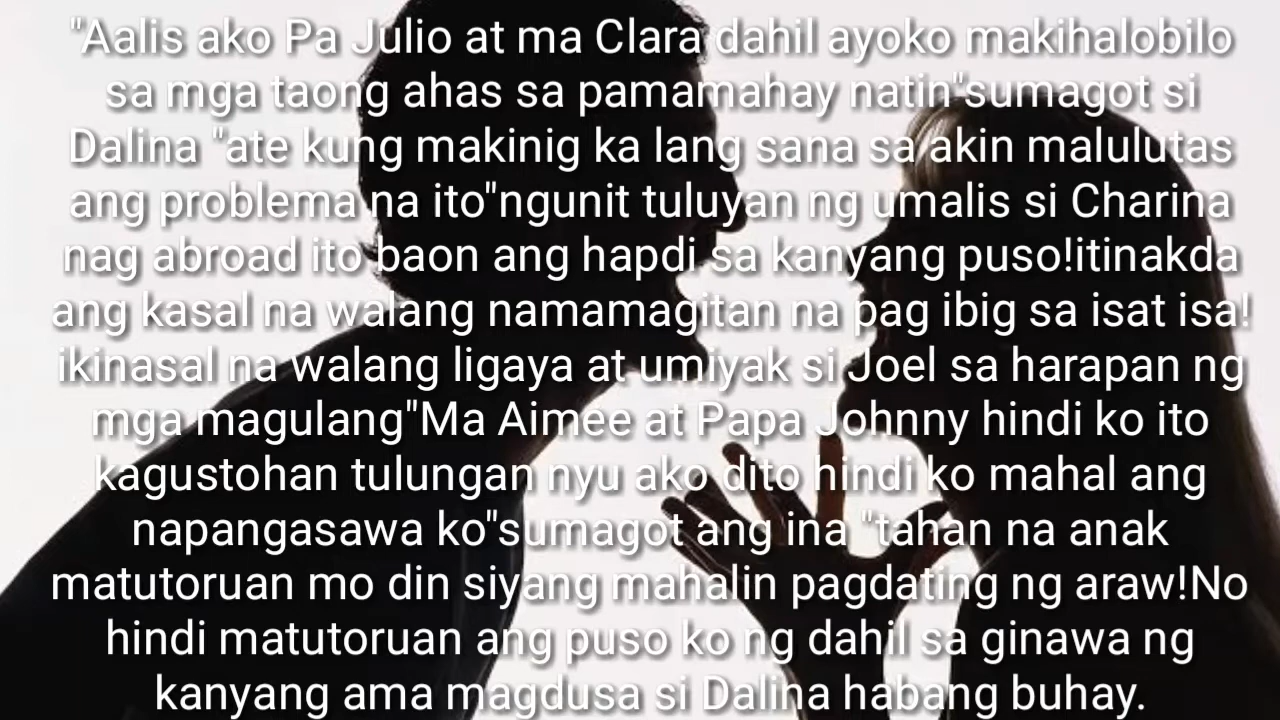 "Aalis ako Pa Julio at ma Clara dahil ayoko makihalobilo
sa mga taong ahas sa pamamahay natin"sumagot si
Dalina "ate kung makinig ka lang sana sa akin malulutas
ang problema na ito"ngunit tuluyan ng umalis si Charina
nag abroad ito baon ang hapdi sa kanyang puso!itinakda
ang kasal na walang namamagitan na pag ibig sa isat isa!
ikinasal na walang ligaya at umiyak si Joel sa harapan ng
mga magulang"Ma Aimee at Papa Johnny hindi ko ito
kagustohan tulungan nyu ako dito hindi ko mahal ang
napangasawa ko"sumagot ang ina "tahan na anak
matutoruan mo din siyang mahalin pagdating ng araw!No
hindi matutoruan ang puso ko ng dahil sa ginawa ng
kanyang ama magdusa si Dalina habang buhay.